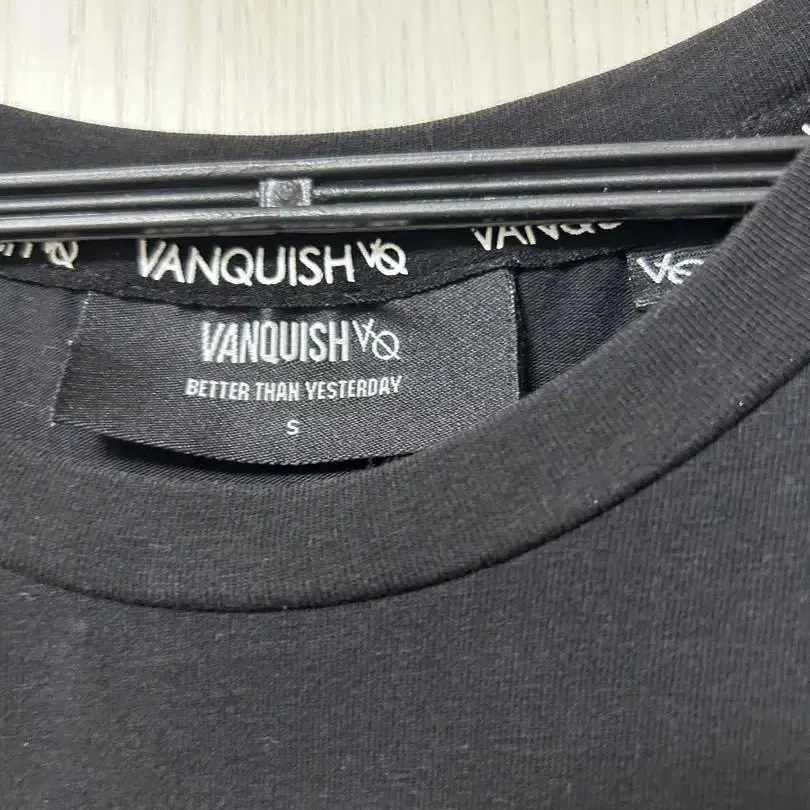 VANQUISH VQ
VANQUISH VQ
BETTER THAN YESTERDAY
S